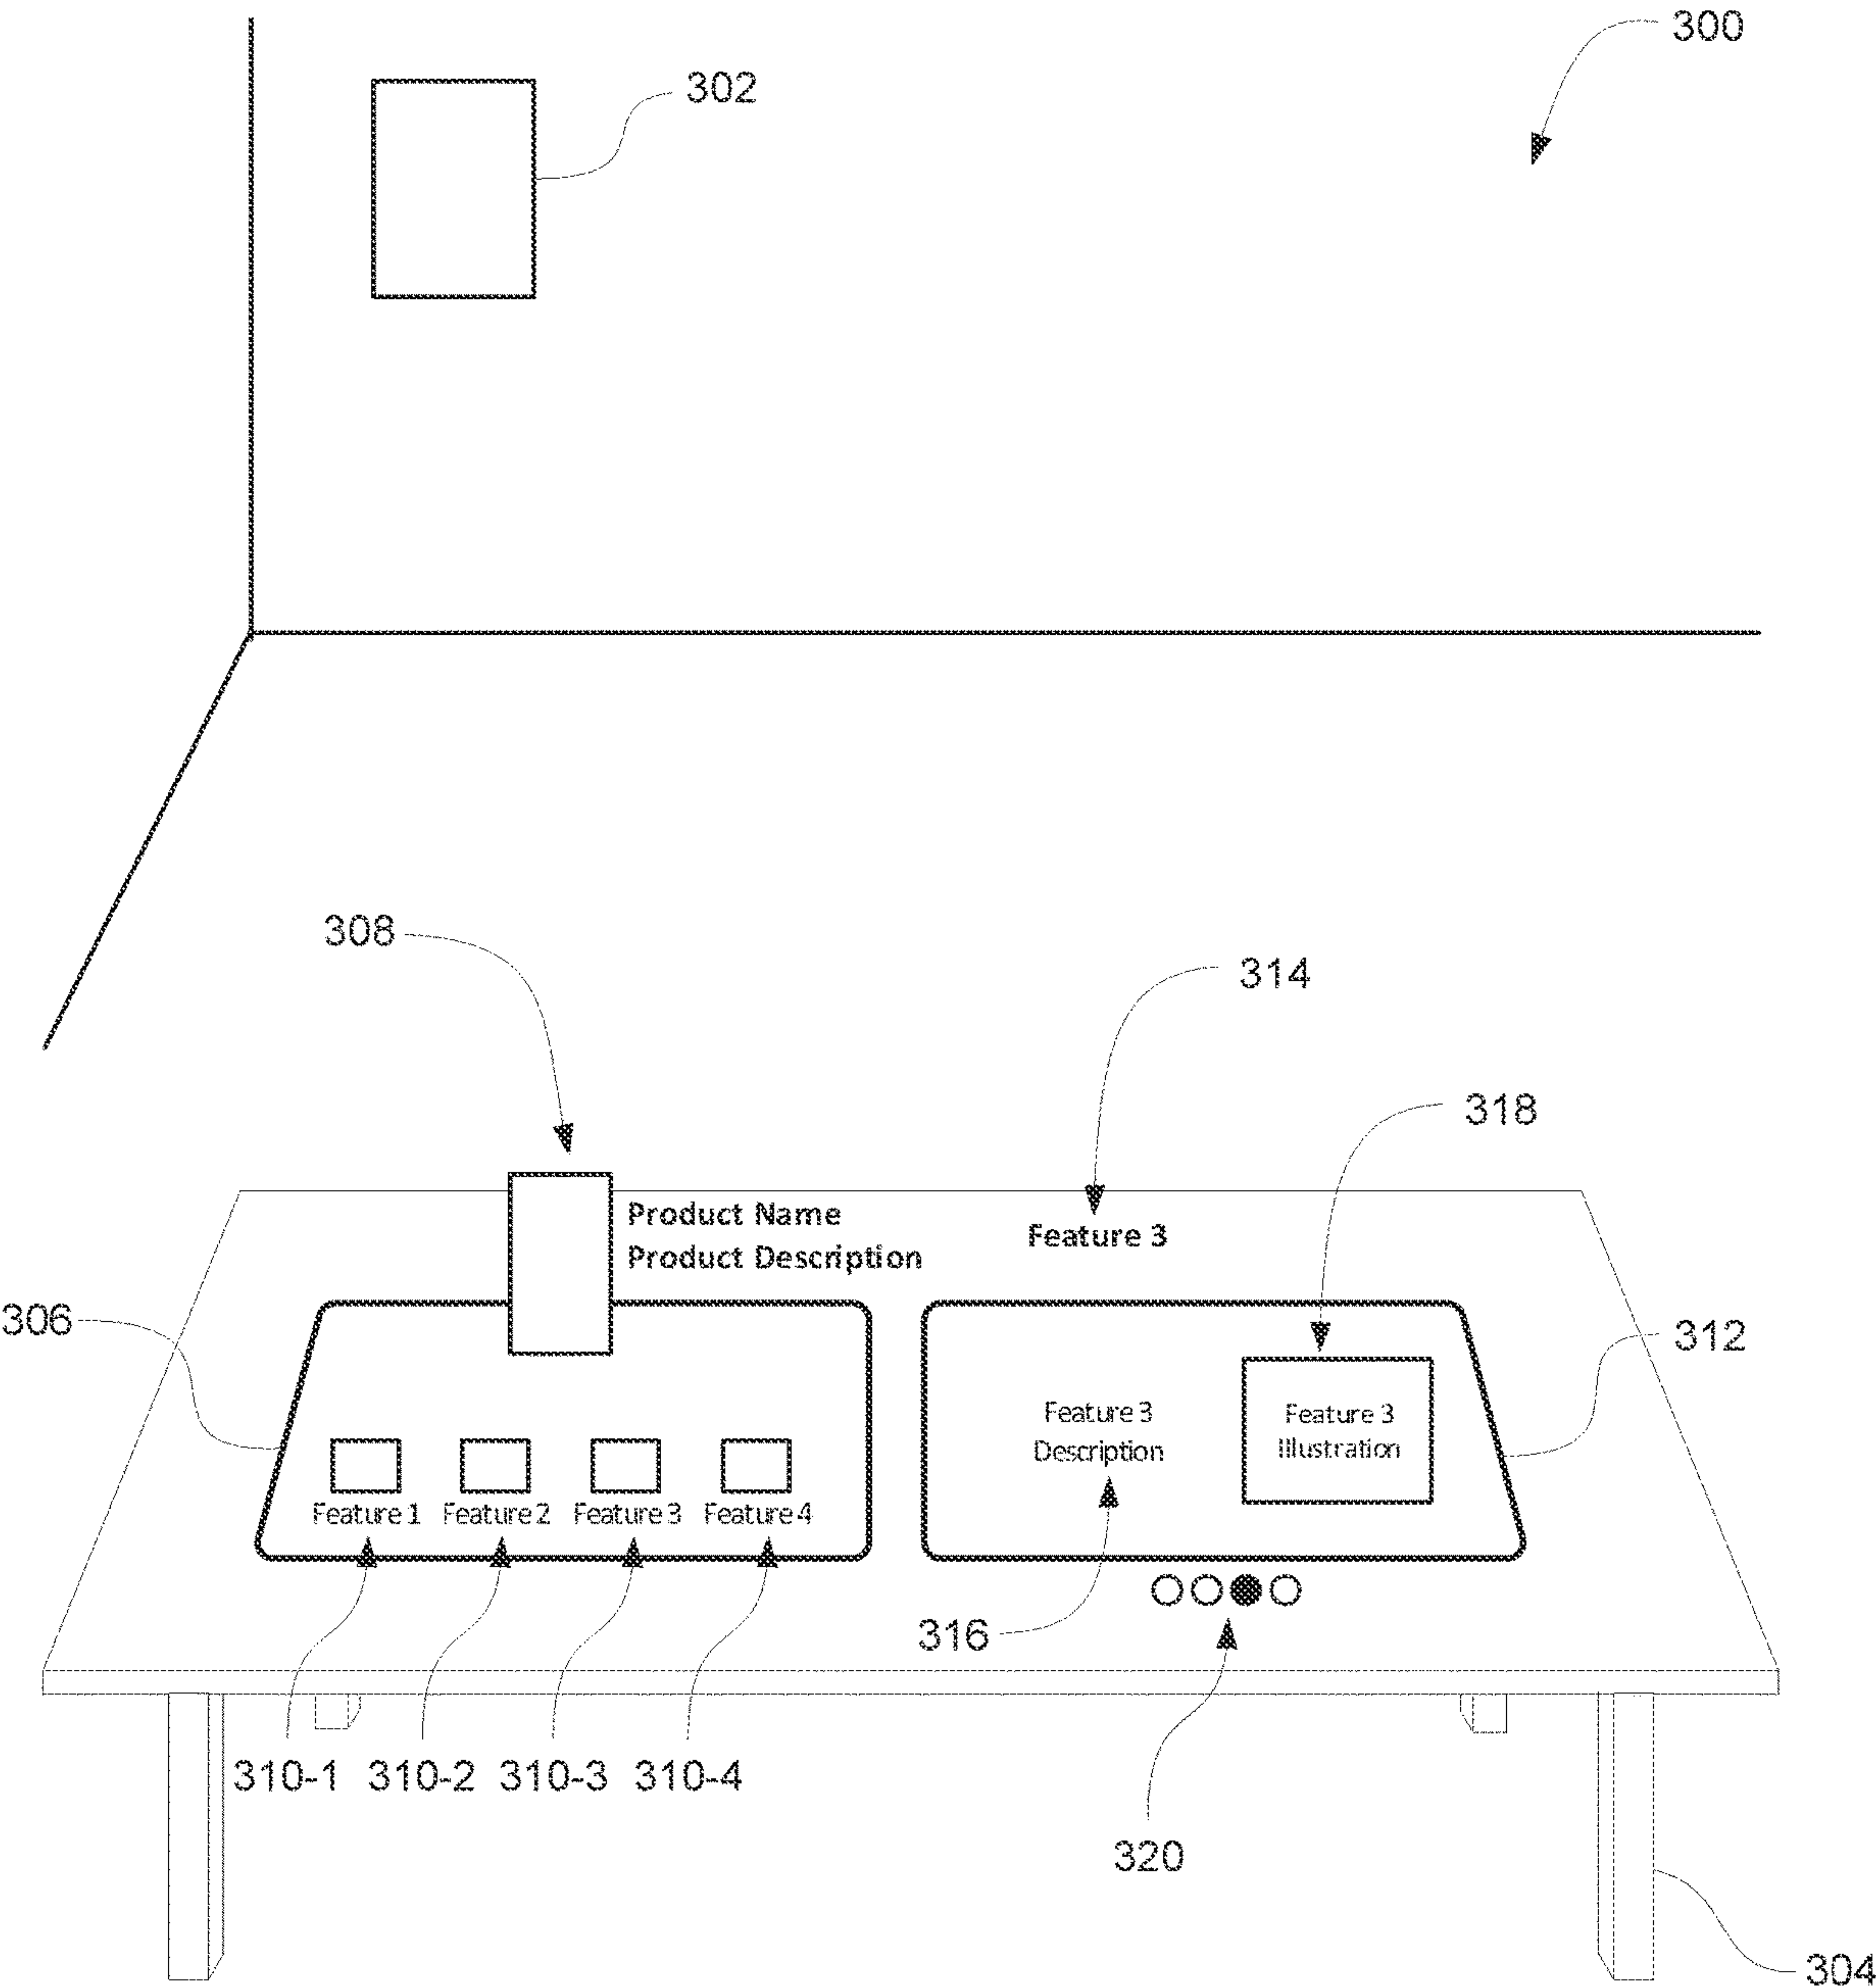 300
302
308
314
318
Product Name
Product Description
Feature 3
306
312
Feature 3
Description
Feature 3
Illustration
Feature 1
Feature 2
Feature 3
Feature 4
316
310-1
310-2
310-3
310-4
320
304